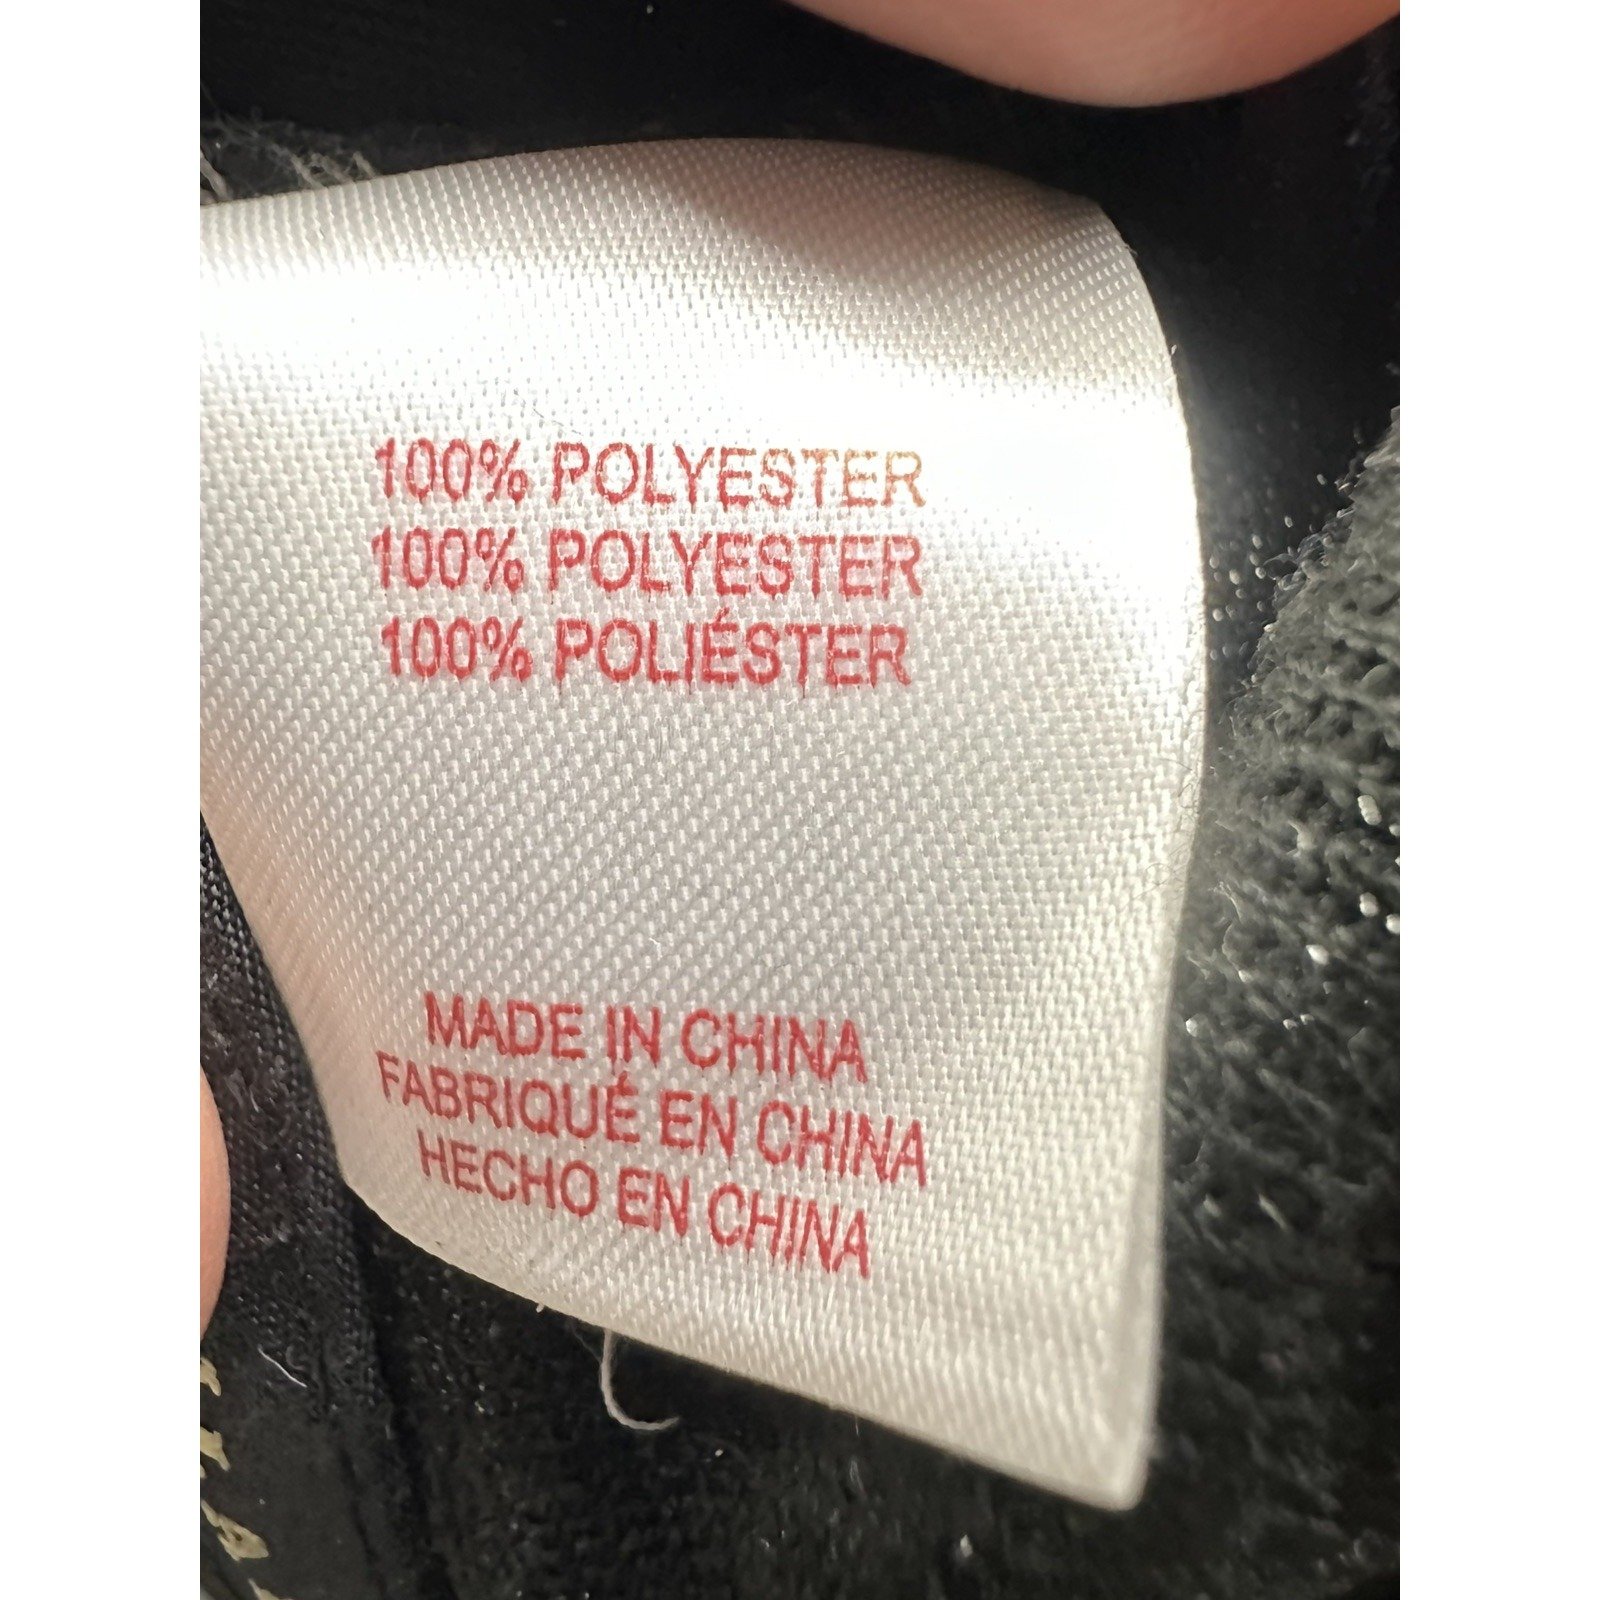 100% POLYESTER
100% POLYESTER
100% POLIÉSTER
MADE IN CHINA
FABRIQUÉ EN CHINA
HECHO EN CHINA